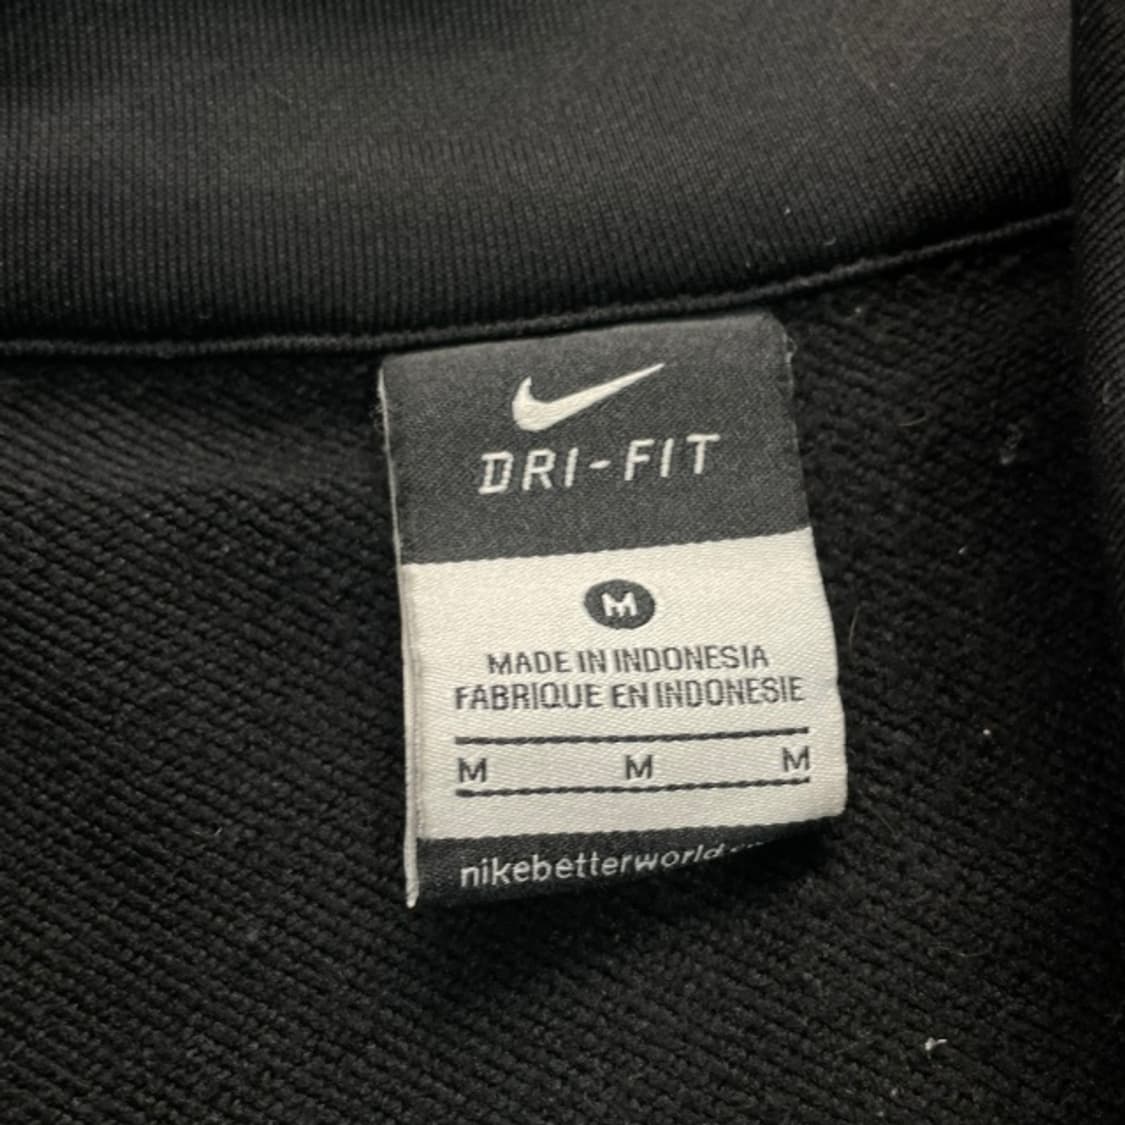 DRI-FIT
M
MADE IN INDONESIA
FABRIQUE EN INDONESIE
M M M
nikebetterworld